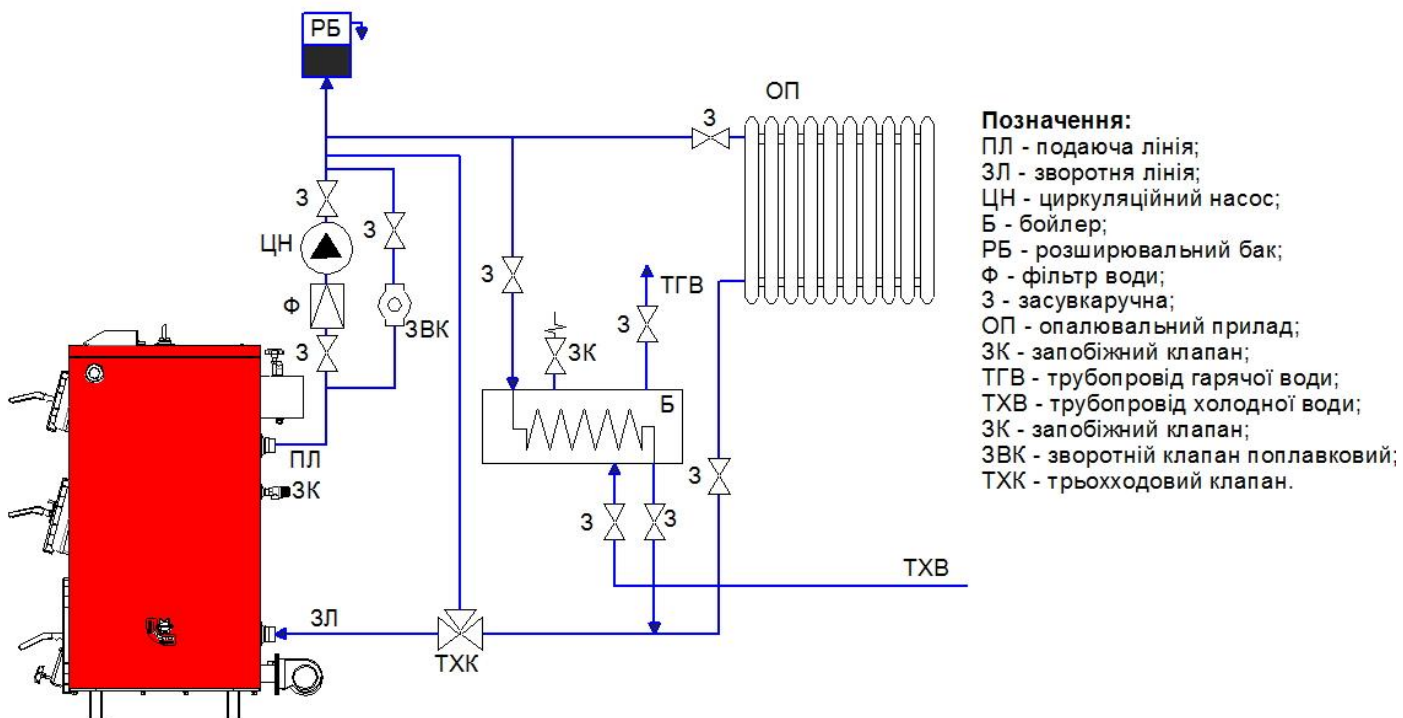 РБ
ОП
З
З
ЦН
З
Ф
З
ЗВК
ПЛ
ЗК
З
ЗК
ТГВ
З
Б
З
З
З
ТХВ
ЗЛ
ТХК
Позначення:
ПЛ - подаюча лінія;
ЗЛ - зворотня лінія;
ЦН - циркуляційний насос;
Б - бойлер;
РБ - розширювальний бак;
Ф - фільтр води;
З - засувкаручна;
ОП - опалювальний прилад;
ЗК - запобіжний клапан;
ТГВ - трубопровід гарячої води;
ТХВ - трубопровід холодної води;
ЗК - запобіжний клапан;
ЗВК - зворотній клапан поплавковий;
ТХК - трьохходовий клапан.